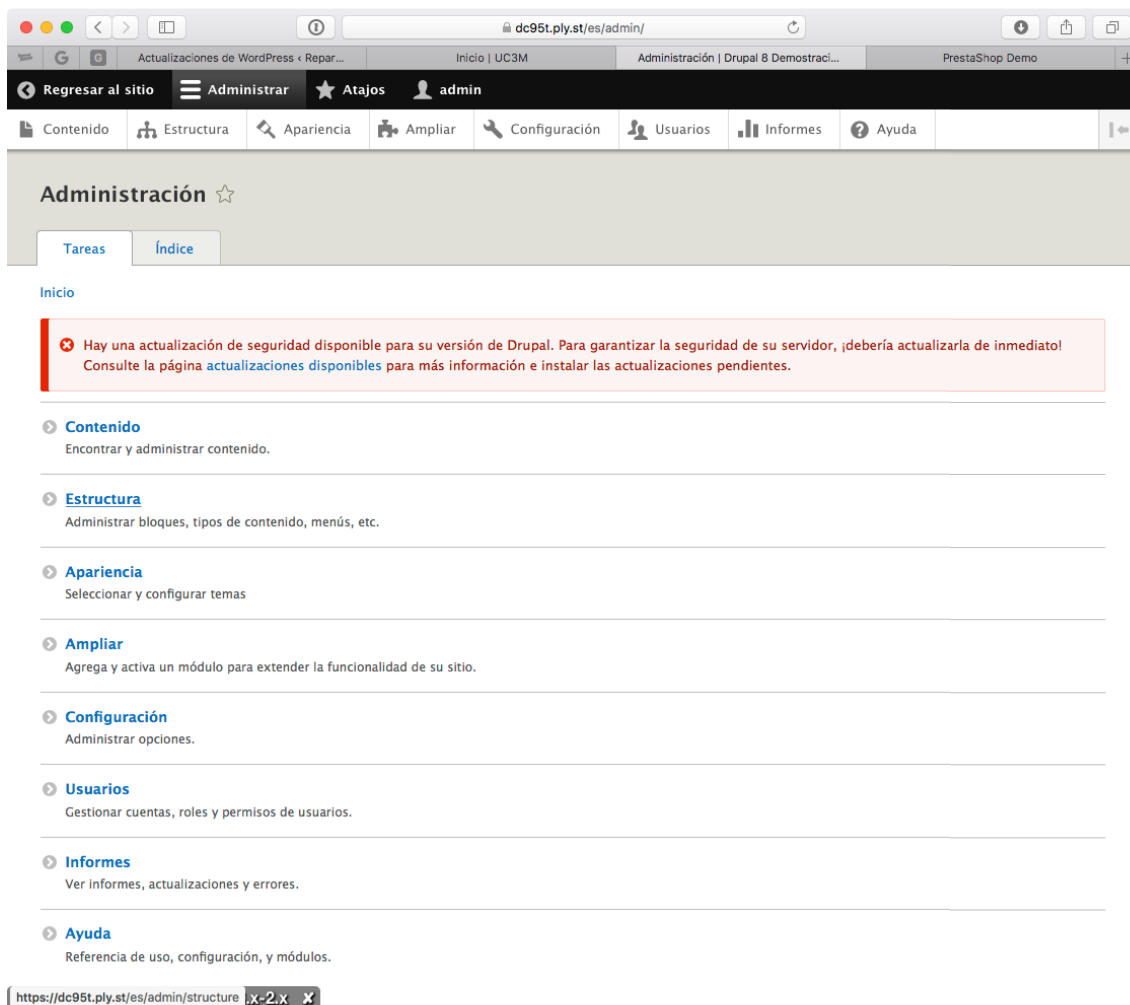 dc95t.ply.st/es/admin/
G
G
Actualizaciones de WordPress ‹ Repar...
Inicio | UC3M
Administración | Drupal 8 Demostraci...
PrestaShop Demo
Regresar al sitio
Administrar
Atajos
admin
Contenido
Estructura
Apariencia
Ampliar
Configuración
Usuarios
Informes
Ayuda
Administración
Tareas
Índice
Inicio
Hay una actualización de seguridad disponible para su versión de Drupal. Para garantizar la seguridad de su servidor, ¡debería actualizarla de inmediato!
Consulte la página actualizaciones disponibles para más información e instalar las actualizaciones pendientes.
Contenido
Encontrar y administrar contenido.
Estructura
Administrar bloques, tipos de contenido, menús, etc.
Apariencia
Seleccionar y configurar temas
Ampliar
Agrega y activa un módulo para extender la funcionalidad de su sitio.
Configuración
Administrar opciones.
Usuarios
Gestionar cuentas, roles y permisos de usuarios.
Informes
Ver informes, actualizaciones y errores.
Ayuda
Referencia de uso, configuración, y módulos.
https://dc95t.ply.st/es/admin/structure .x-2.x X